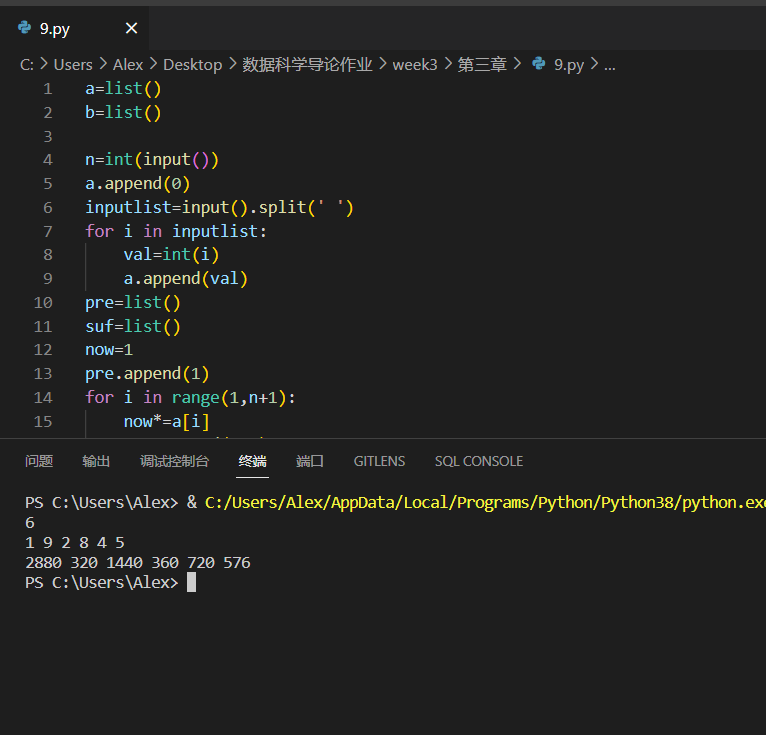 9.py
C: > Users > Alex > Desktop > 数据科学导论作业 > week3 > 第三章 > 9.py > ...
1 a=list()
2 b=list()
3
4 n=int(input())
5 a.append(0)
6 inputlist=input().split(' ')
7 for i in inputlist:
8 val=int(i)
9 a.append(val)
10 pre=list()
11 suf=list()
12 now=1
13 pre.append(1)
14 for i in range(1,n+1):
15 now*=a[i]
问题 输出 调试控制台 终端 端口 GITLENS SQL CONSOLE
PS C:\Users\Alex> & C:/Users/Alex/AppData/Local/Programs/Python/Python38/python.exe
6
1 9 2 8 4 5
2880 320 1440 360 720 576
PS C:\Users\Alex>